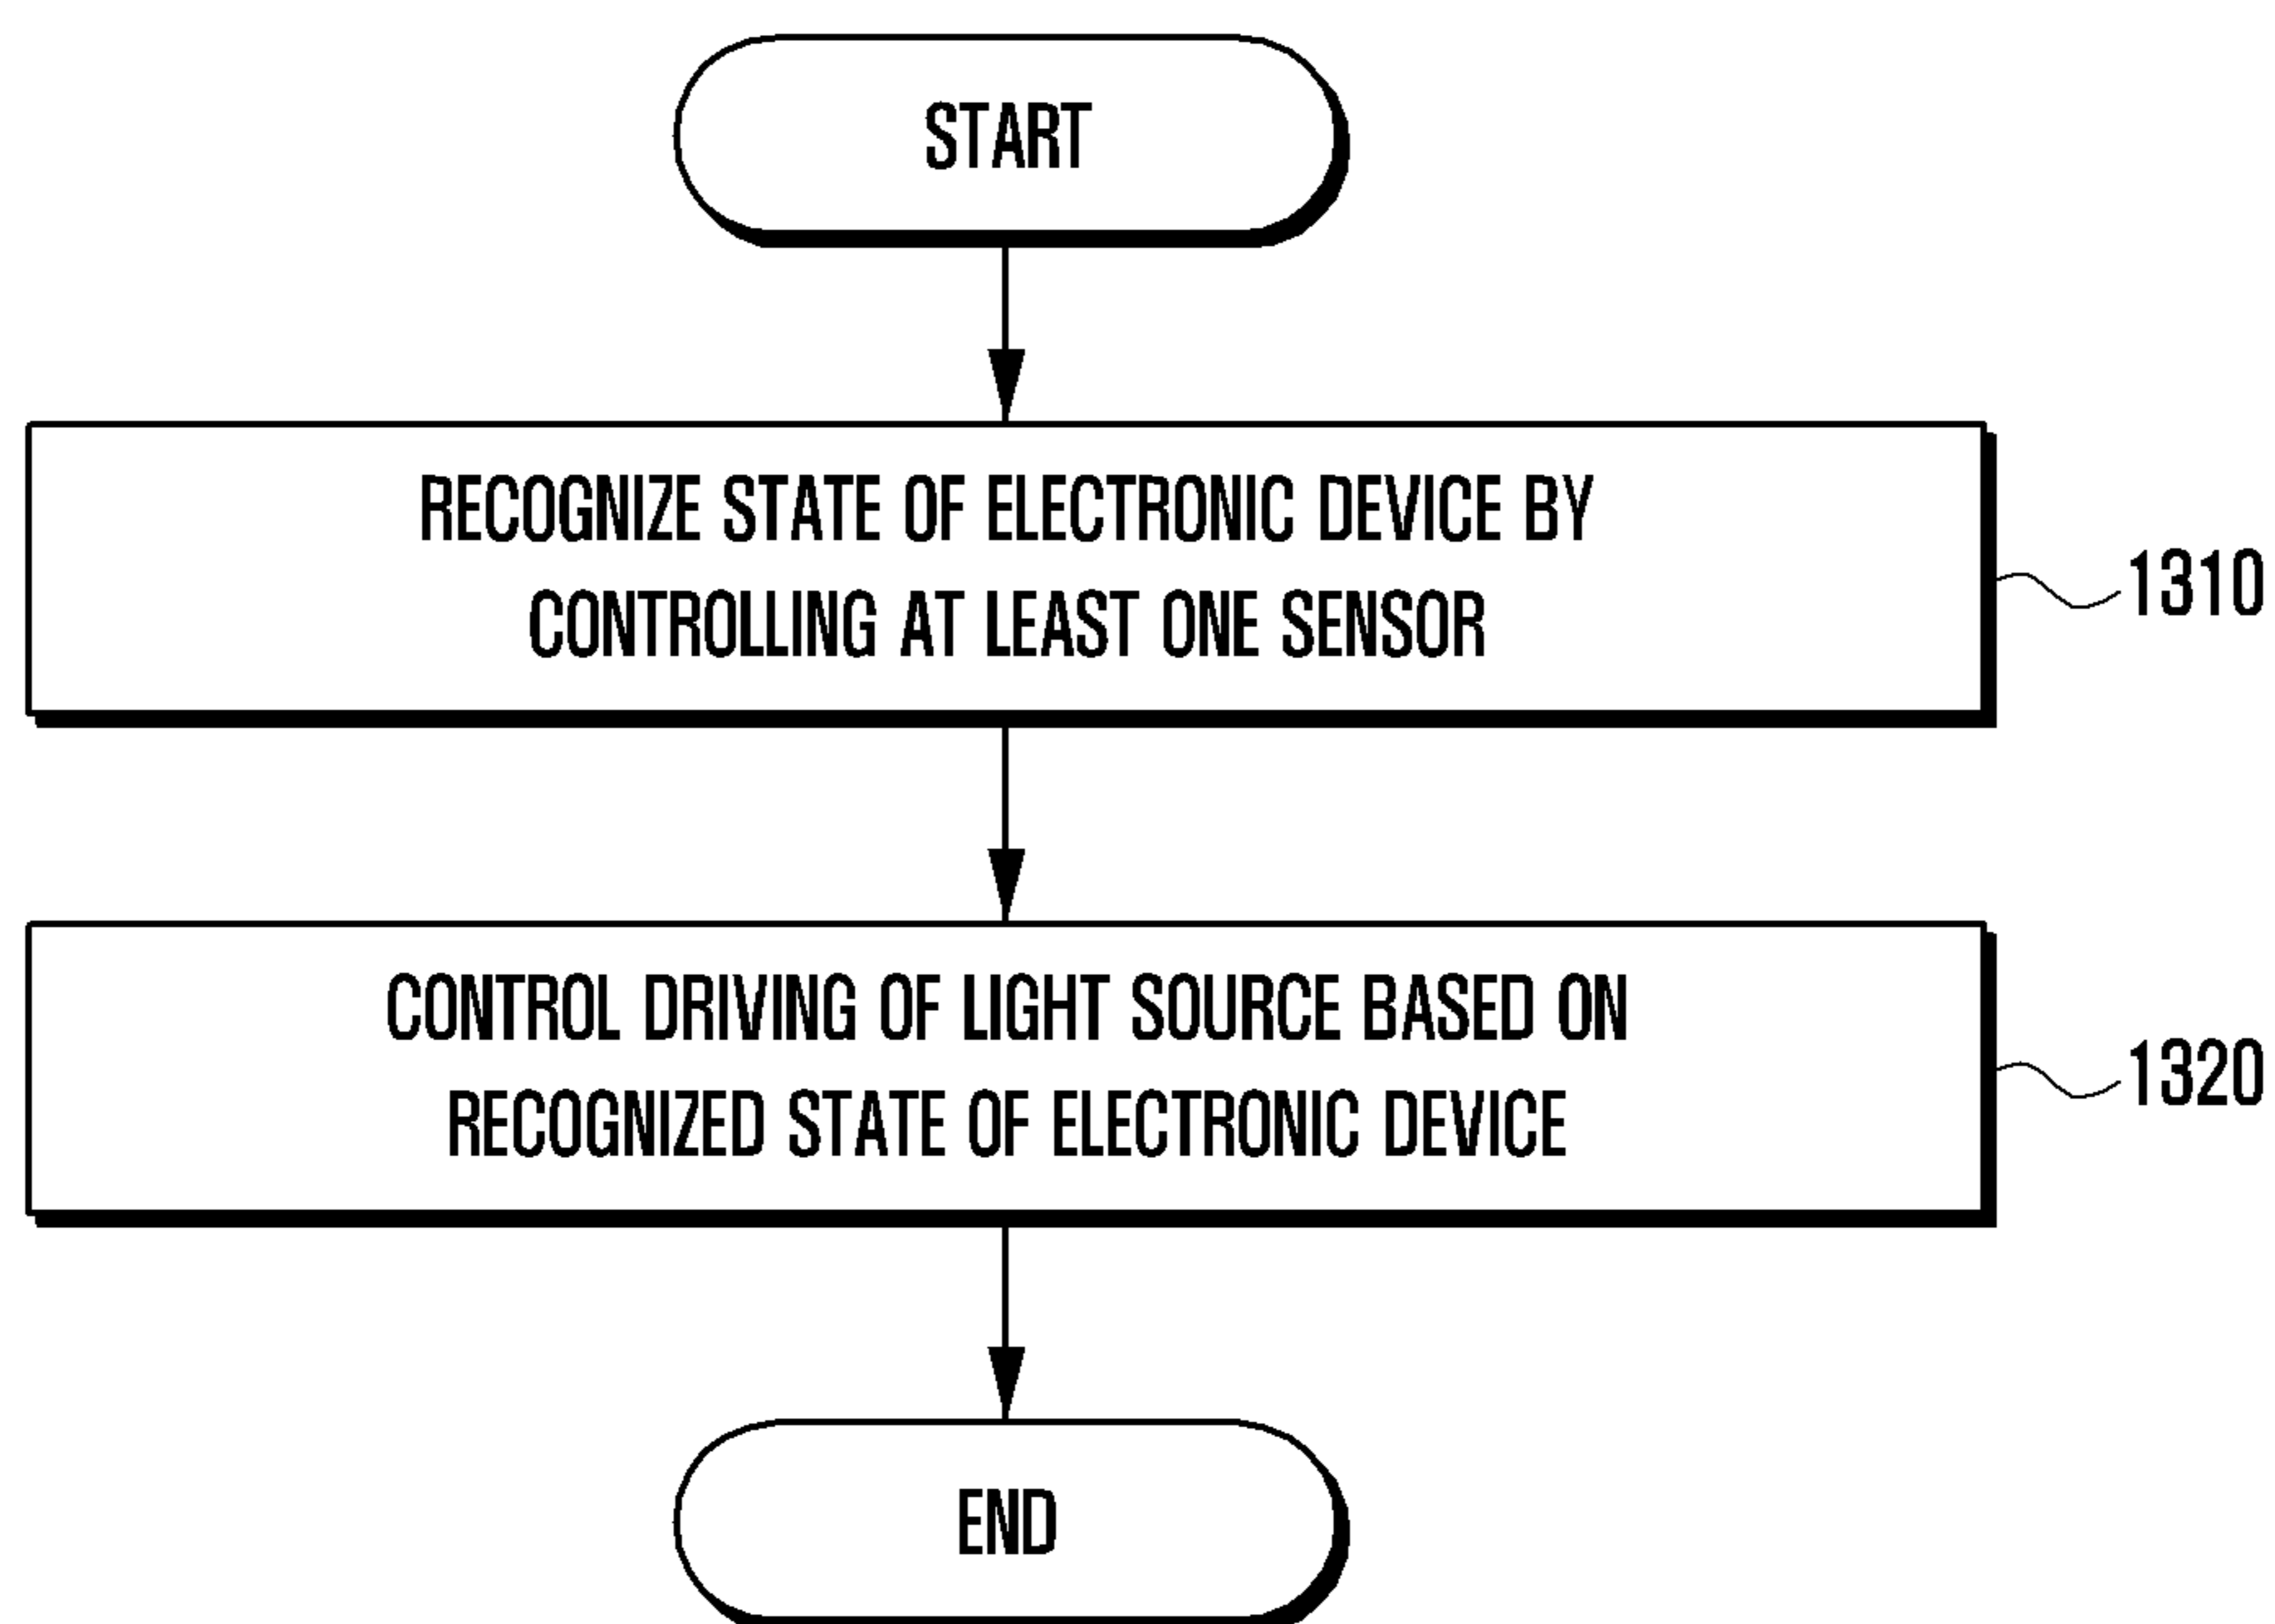 START
RECOGNIZE STATE OF ELECTRONIC DEVICE BY
CONTROLLING AT LEAST ONE SENSOR
1310
CONTROL DRIVING OF LIGHT SOURCE BASED ON
RECOGNIZED STATE OF ELECTRONIC DEVICE
1320
END